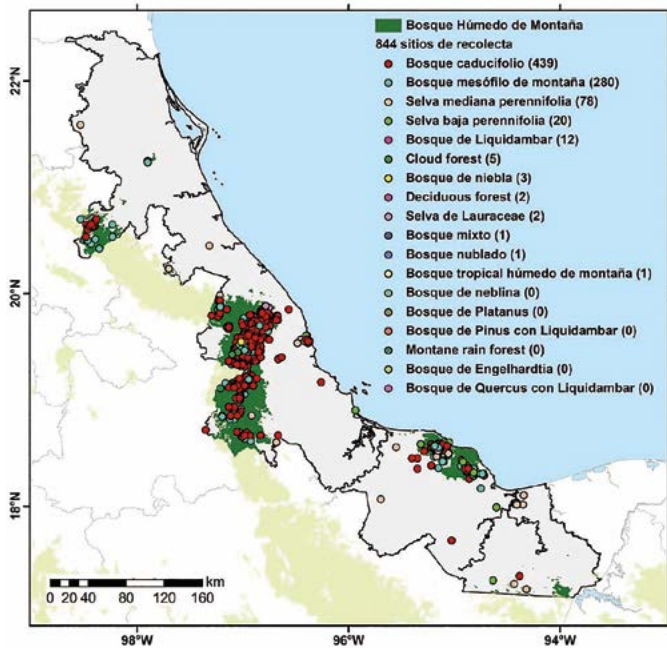 Bosque Húmedo de Montaña
844 sitios de recolecta
Bosque caducifolio (439)
Bosque mesófilo de montaña (280)
Selva mediana perennifolia (78)
Selva baja perennifolia (20)
Bosque de Liquidambar (12)
Cloud forest (5)
Bosque de niebla (3)
Deciduous forest (2)
Selva de Lauraceae (2)
Bosque mixto (1)
Bosque nublado (1)
Bosque tropical húmedo de montaña (1)
Bosque de neblina (0)
Bosque de Platanus (0)
Bosque de Pinus con Liquidambar (0)
Montane rain forest (0)
Bosque de Engelhardtia (0)
Bosque de Quercus con Liquidambar (0)
22°N
20°N
18°N
km
0 20 40 80 120 160
98°W 96°W 94°W